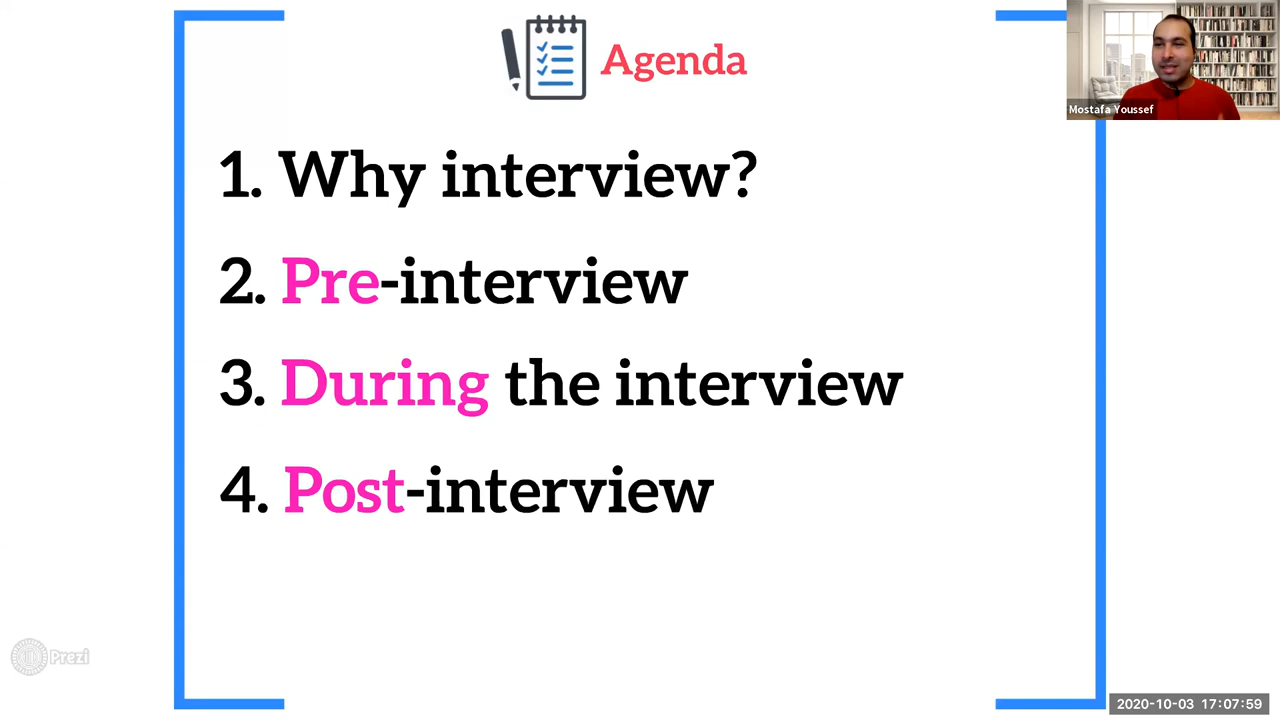 Agenda
Mostafa Youssef
1. Why interview?
2. Pre-interview
3. During the interview
4. Post-interview
Prezi
2020-10-03 17:07:59